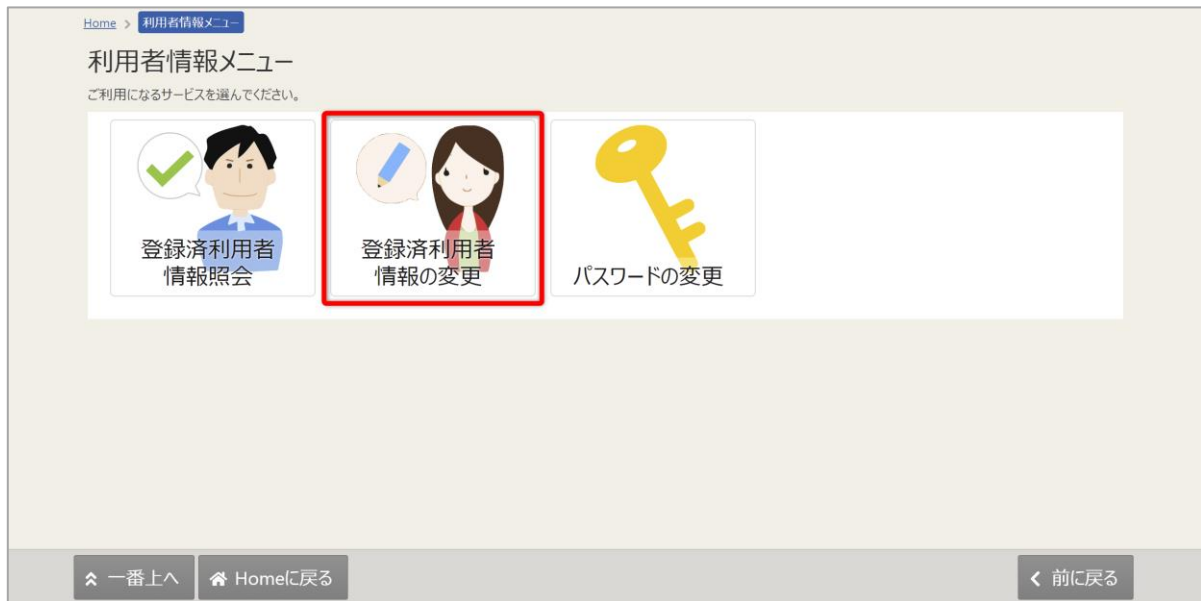 Home > 利用者情報メニュー
利用者情報メニュー
ご利用になるサービスを選んでください。
登録済利用者
情報照会
登録済利用者
情報の変更
パスワードの変更
一番上へ
Homeに戻る
前に戻る